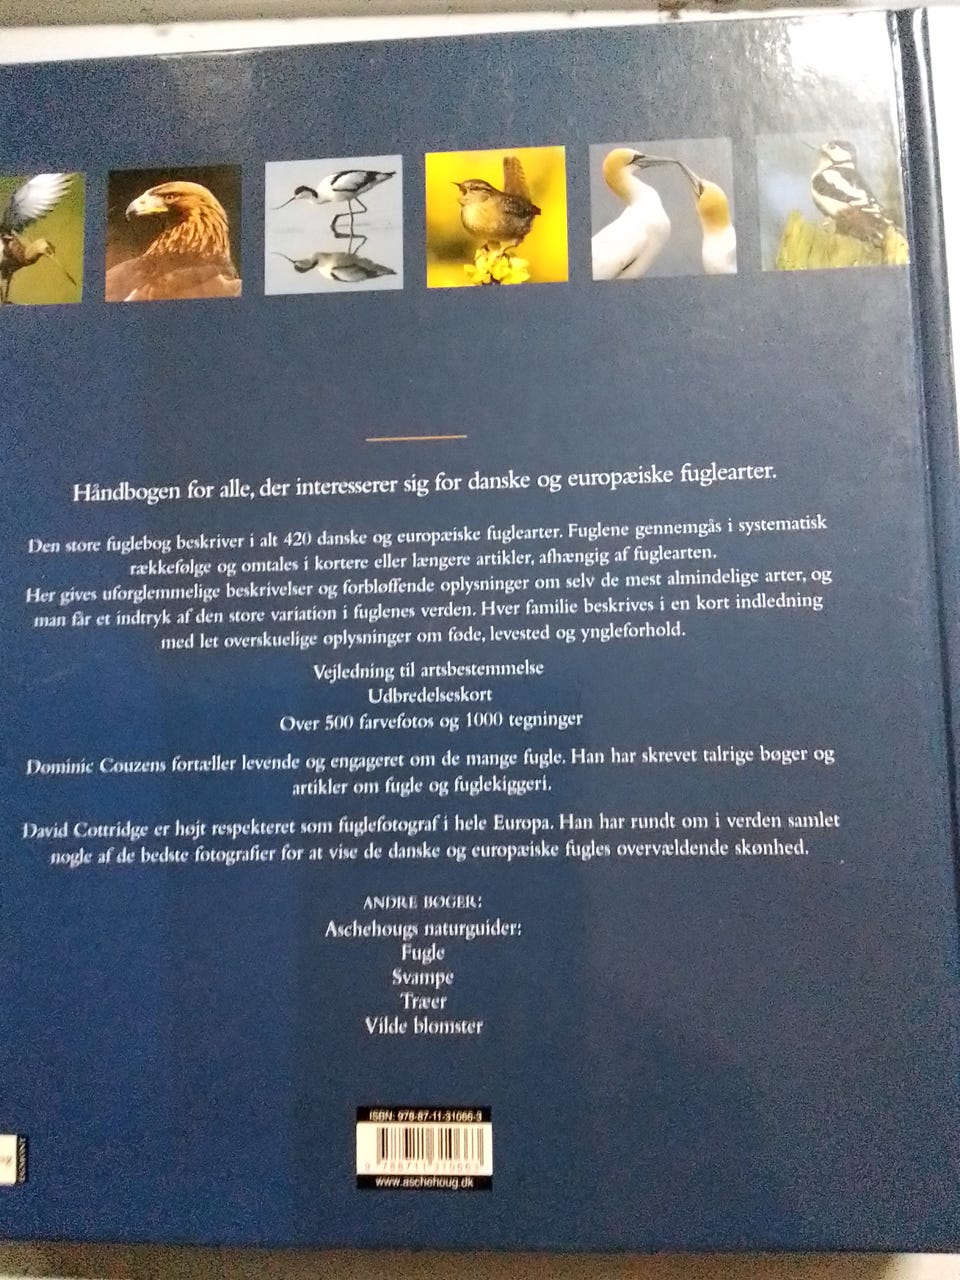 Håndbogen for alle, der interesserer sig for danske og europæiske fuglearter.
Den store fuglebog beskriver i alt 420 danske og europæiske fuglearter. Fuglene gennemgås i systematisk
rækkefølge og omtales i kortere eller længere artikler, afhængig af fuglearten.
Her gives uforglemmelige beskrivelser og forbløffende oplysninger om selv de mest almindelige arter, og
man får et indtryk af den store variation i fuglenes verden. Hver familie beskrives i en kort indledning
med let overskuelige oplysninger om føde, levested og yngleforhold.
Vejledning til artsbestemmelse
Udbredelseskort
Over 500 farvefotos og 1000 tegninger
Dominic Couzens fortæller levende og engageret om de mange fugle. Han har skrevet talrige bøger og
artikler om fugle og fuglekiggeri.
David Cottridge er højt respekteret som fuglefotograf i hele Europa. Han har rundt om i verden samlet
nogle af de bedste fotografier for at vise de danske og europæiske fugles overvældende skønhed.
ANDRE BØGER:
Aschehougs naturguider:
Fugle
Svampe
Træer
Vilde blomster
ISBN: 978-87-11-31066-3
9 788711 310663
www.aschehoug.dk